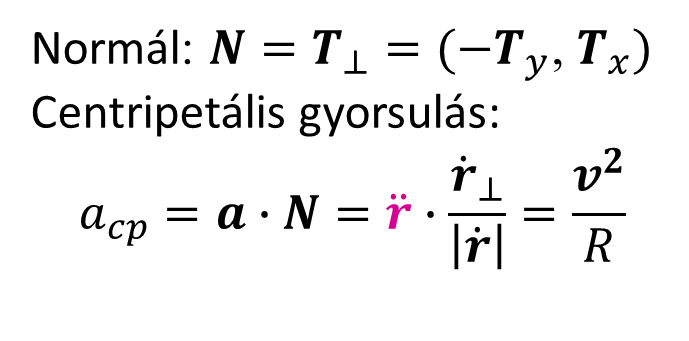 Normál: 𝑵 = 𝑻⊥ = (−𝑻𝑦, 𝑻𝑥)
Centripetális gyorsulás:
𝑎𝑐𝑝 = 𝒂 ⋅ 𝑵 = 𝒓̈ ⋅ 𝒓̇⊥/|𝒓̇| = 𝒗²/𝑅